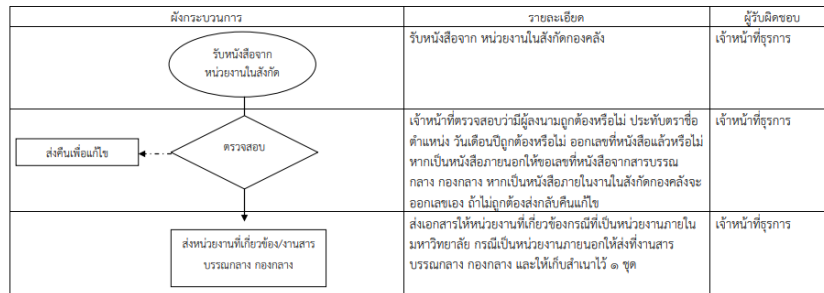 ผังกระบวนการ
รายละเอียด
ผู้รับผิดชอบ
รับหนังสือจาก
หน่วยงานในสังกัด
รับหนังสือจาก หน่วยงานในสังกัดกองคลัง
เจ้าหน้าที่ธุรการ
ส่งคืนเพื่อแก้ไข
ตรวจสอบ
เจ้าหน้าที่ตรวจสอบว่ามีผู้ลงนามถูกต้องหรือไม่ ประทับตราชื่อ
ตำแหน่ง วันเดือนปีถูกต้องหรือไม่ ออกเลขที่หนังสือแล้วหรือไม่
หากเป็นหนังสือภายนอกให้ขอเลขที่หนังสือจากสารบรรณ
กลาง กองกลาง หากเป็นหนังสือภายในงานในสังกัดกองคลังจะ
ออกเลขเอง ถ้าไม่ถูกต้องส่งกลับคืนแก้ไข
เจ้าหน้าที่ธุรการ
ส่งหน่วยงานที่เกี่ยวข้อง/งานสาร
บรรณกลาง กองกลาง
ส่งเอกสารให้หน่วยงานที่เกี่ยวข้องกรณีที่เป็นหน่วยงานภายใน
มหาวิทยาลัย กรณีเป็นหน่วยงานภายนอกให้ส่งที่งานสาร
บรรณกลาง กองกลาง และให้เก็บสำเนาไว้ ๑ ชุด
เจ้าหน้าที่ธุรการ